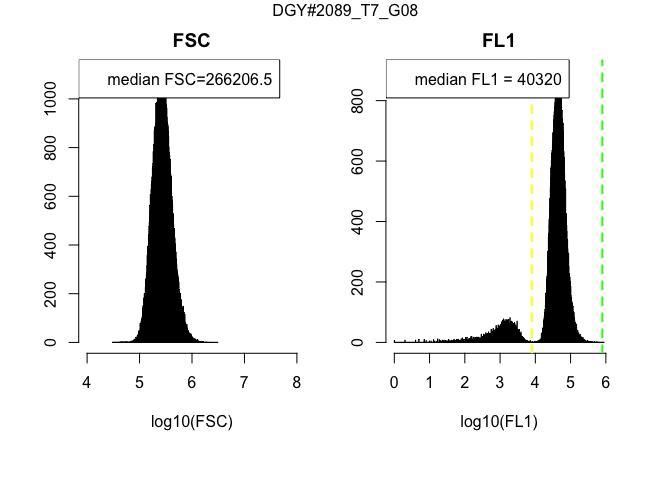 DGY#2089_T7_G08
FSC
median FSC=266206.5
0 200 400 600 800 1000
4 5 6 7 8
log10(FSC)
FL1
median FL1 = 40320
0 200 400 600 800
0 1 2 3 4 5 6
log10(FL1)